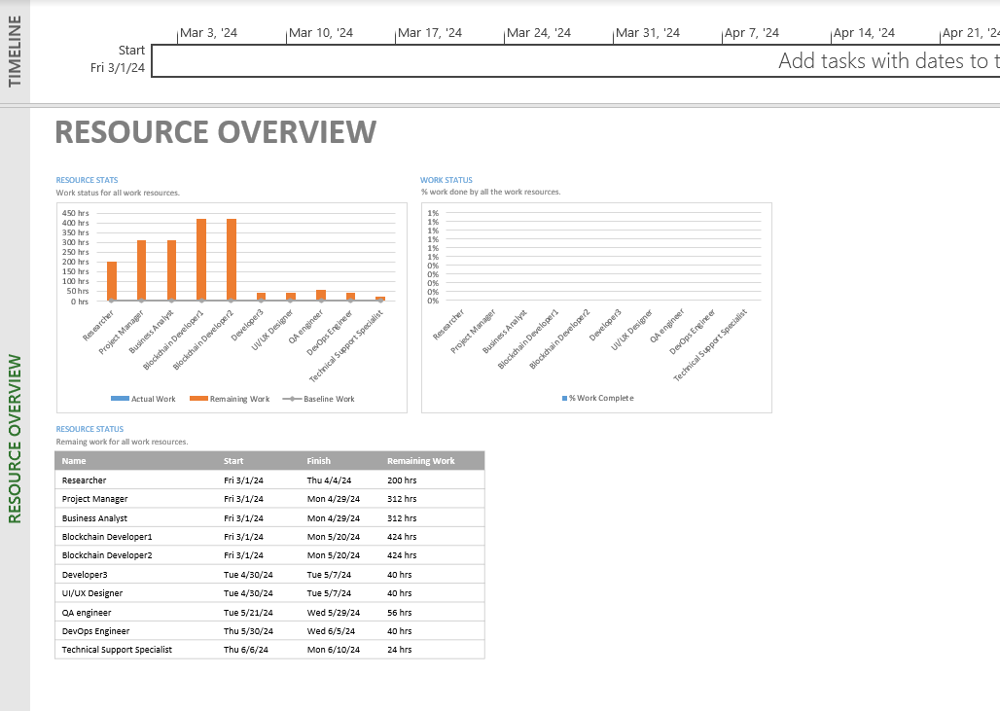 TIMELINE
Mar 3, '24 Mar 10, '24 Mar 17, '24 Mar 24, '24 Mar 31, '24 Apr 7, '24 Apr 14, '24 Apr 21, '24
Start
Fri 3/1/24
Add tasks with dates to t
RESOURCE OVERVIEW
RESOURCE OVERVIEW
RESOURCE STATS
Work status for all work resources.
450 hrs
400 hrs
350 hrs
300 hrs
250 hrs
200 hrs
150 hrs
100 hrs
50 hrs
0 hrs
Researcher
Project Manager
Business Analyst
Blockchain Developer1
Blockchain Developer2
Developer3
UI/UX Designer
QA engineer
DevOps Engineer
Technical Support Specialist
Actual Work Remaining Work Baseline Work
WORK STATUS
% work done by all the work resources.
1%
1%
1%
1%
1%
1%
0%
0%
0%
0%
0%
Researcher
Project Manager
Business Analyst
Blockchain Developer1
Blockchain Developer2
Developer3
UI/UX Designer
QA engineer
DevOps Engineer
Technical Support Specialist
% Work Complete
RESOURCE STATUS
Remaing work for all work resources.
Name Start Finish Remaining Work
Researcher Fri 3/1/24 Thu 4/4/24 200 hrs
Project Manager Fri 3/1/24 Mon 4/29/24 312 hrs
Business Analyst Fri 3/1/24 Mon 4/29/24 312 hrs
Blockchain Developer1 Fri 3/1/24 Mon 5/20/24 424 hrs
Blockchain Developer2 Fri 3/1/24 Mon 5/20/24 424 hrs
Developer3 Tue 4/30/24 Tue 5/7/24 40 hrs
UI/UX Designer Tue 4/30/24 Tue 5/7/24 40 hrs
QA engineer Tue 5/21/24 Wed 5/29/24 56 hrs
DevOps Engineer Thu 5/30/24 Wed 6/5/24 40 hrs
Technical Support Specialist Thu 6/6/24 Mon 6/10/24 24 hrs